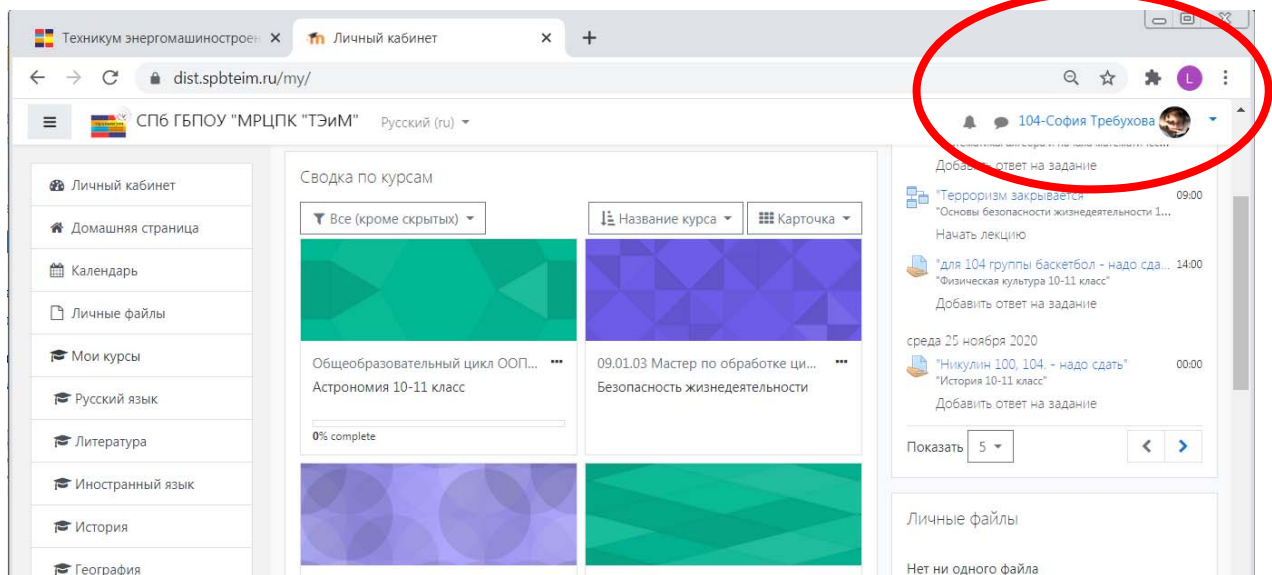 Техникум энергомашиностроен
Личный кабинет
dist.spbteim.ru/my/
L
СПб ГБПОУ "МРЦПК "ТЭиМ"
Русский (ru)
104-София Требухова
Личный кабинет
Домашняя страница
Календарь
Личные файлы
Мои курсы
Русский язык
Литература
Иностранный язык
История
География
Сводка по курсам
Все (кроме скрытых)
Название курса
Карточка
Общеобразовательный цикл ООП... •••
Астрономия 10-11 класс
0% complete
09.01.03 Мастер по обработке ци... •••
Безопасность жизнедеятельности
Добавить ответ на задание
"Терроризм закрывается" 09:00
"Основы безопасности жизнедеятельности 1...
Начать лекцию
"для 104 группы баскетбол - надо сда... 14:00
"Физическая культура 10-11 класс"
Добавить ответ на задание
среда 25 ноября 2020
"Никулин 100, 104. - надо сдать" 00:00
"История 10-11 класс"
Добавить ответ на задание
Показать 5
Личные файлы
Нет ни одного файла